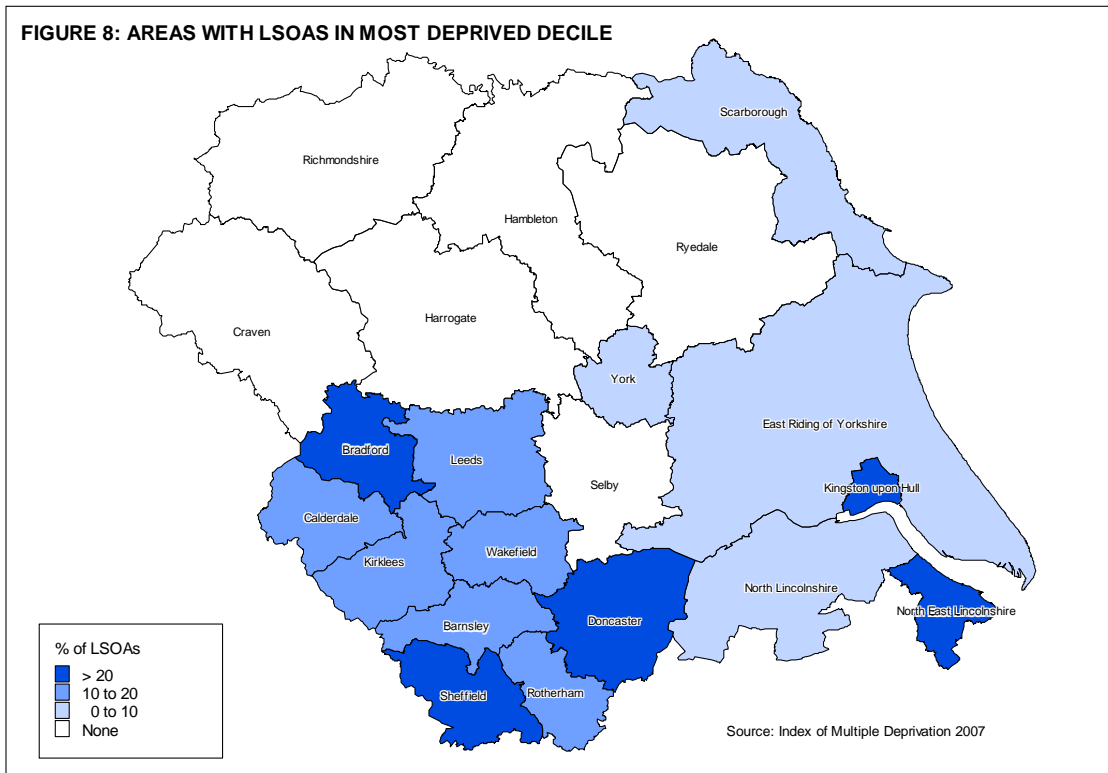 FIGURE 8: AREAS WITH LSOAS IN MOST DEPRIVED DECILE
Scarborough
Richmondshire
Hambleton
Ryedale
Harrogate
Craven
York
East Riding of Yorkshire
Bradford
Leeds
Selby
Kingston upon Hull
Calderdale
Wakefield
Kirklees
North Lincolnshire
North East Lincolnshire
Barnsley
Doncaster
Sheffield
Rotherham
% of LSOAs
> 20
10 to 20
0 to 10
None
Source: Index of Multiple Deprivation 2007